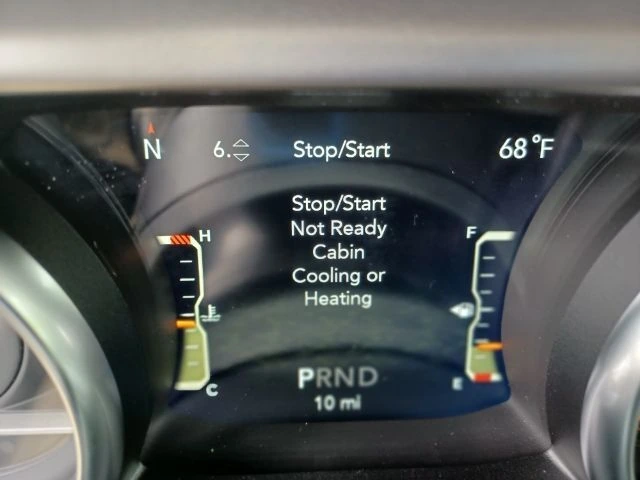 N 6. Stop/Start 68°F
Stop/Start
Not Ready
Cabin
Cooling or
Heating
H F
C E
PRND
10 mi